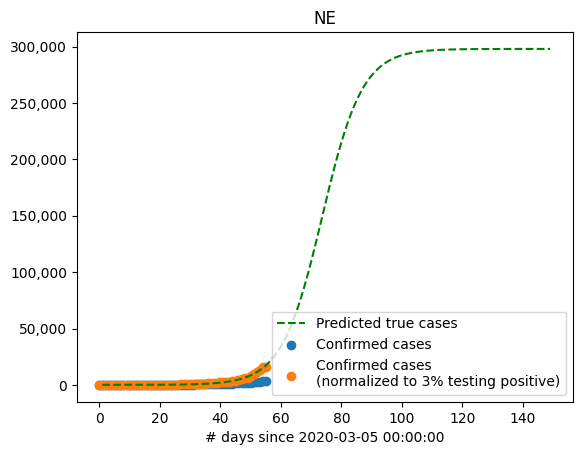 NE
300,000
250,000
200,000
150,000
100,000
50,000
0
Predicted true cases
Confirmed cases
Confirmed cases
(normalized to 3% testing positive)
0 20 40 60 80 100 120 140
# days since 2020-03-05 00:00:00